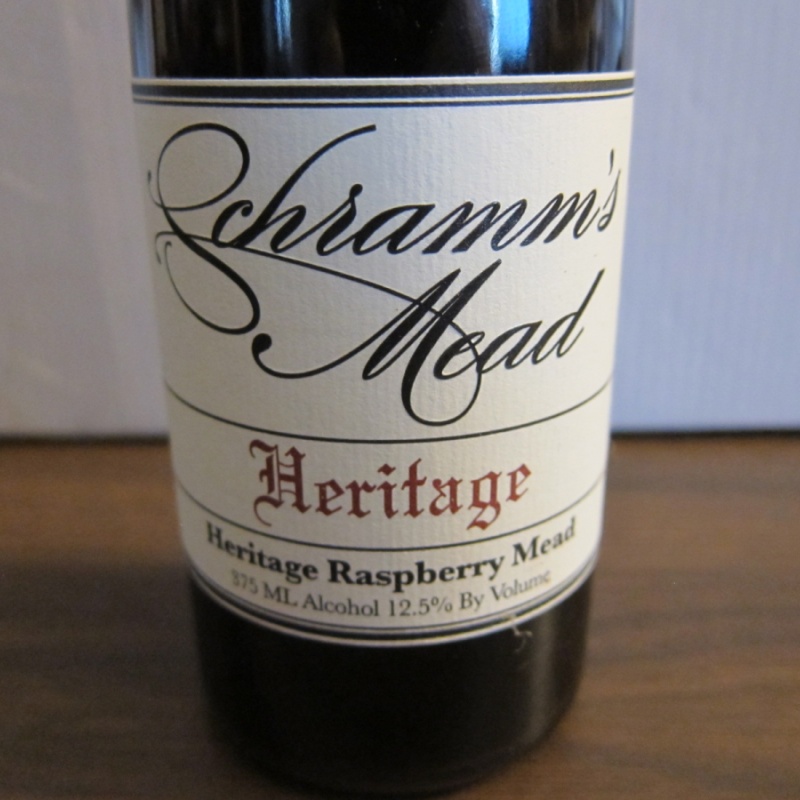 Schramm's
Mead
Heritage
Heritage Raspberry Mead
375 ML Alcohol 12.5% By Volume